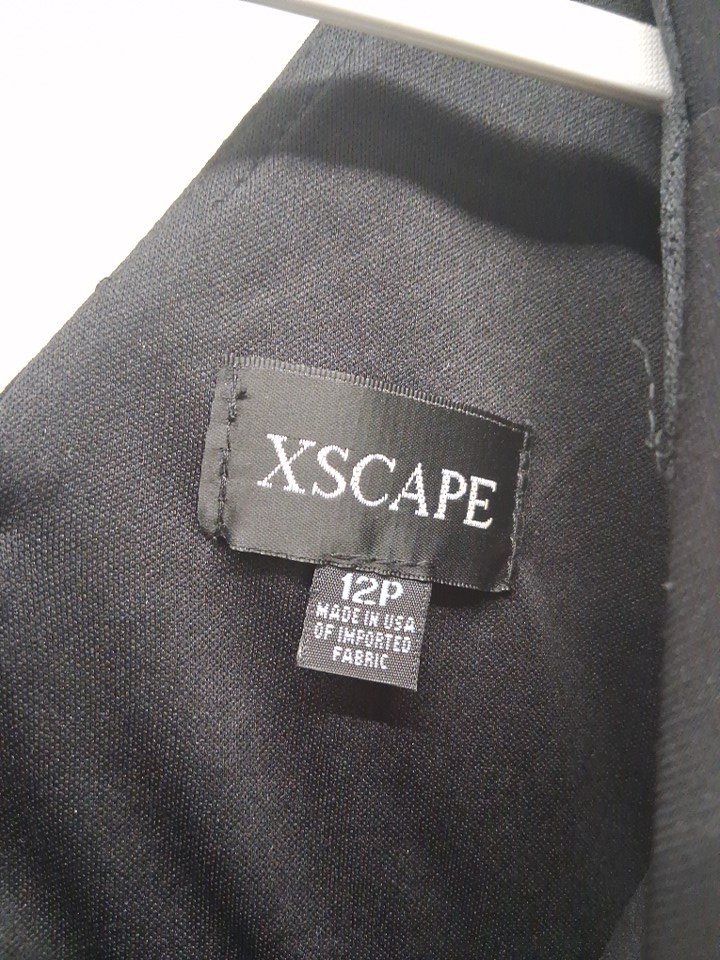 XSCAPE
12P
MADE IN USA
OF IMPORTED
FABRIC